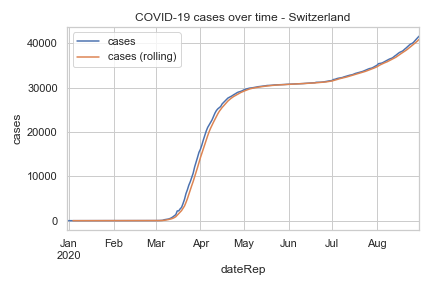 COVID-19 cases over time - Switzerland
cases
cases (rolling)
40000
30000
20000
10000
0
cases
Jan Feb Mar Apr May Jun Jul Aug
2020
dateRep